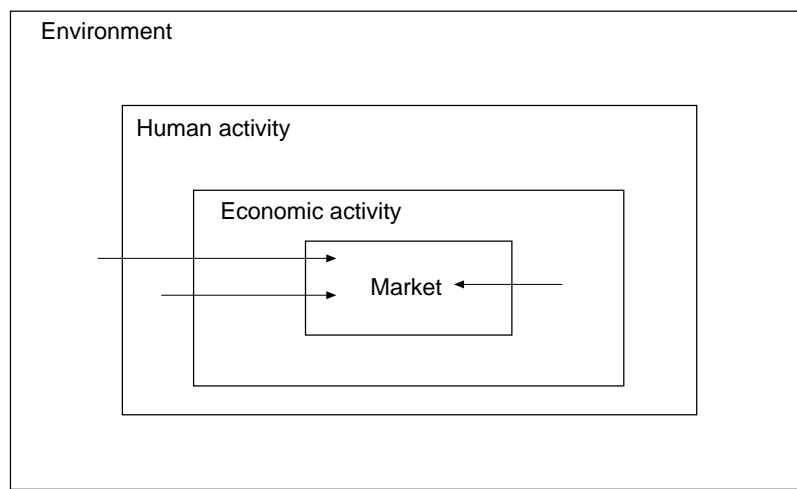 Environment
Human activity
Economic activity
Market